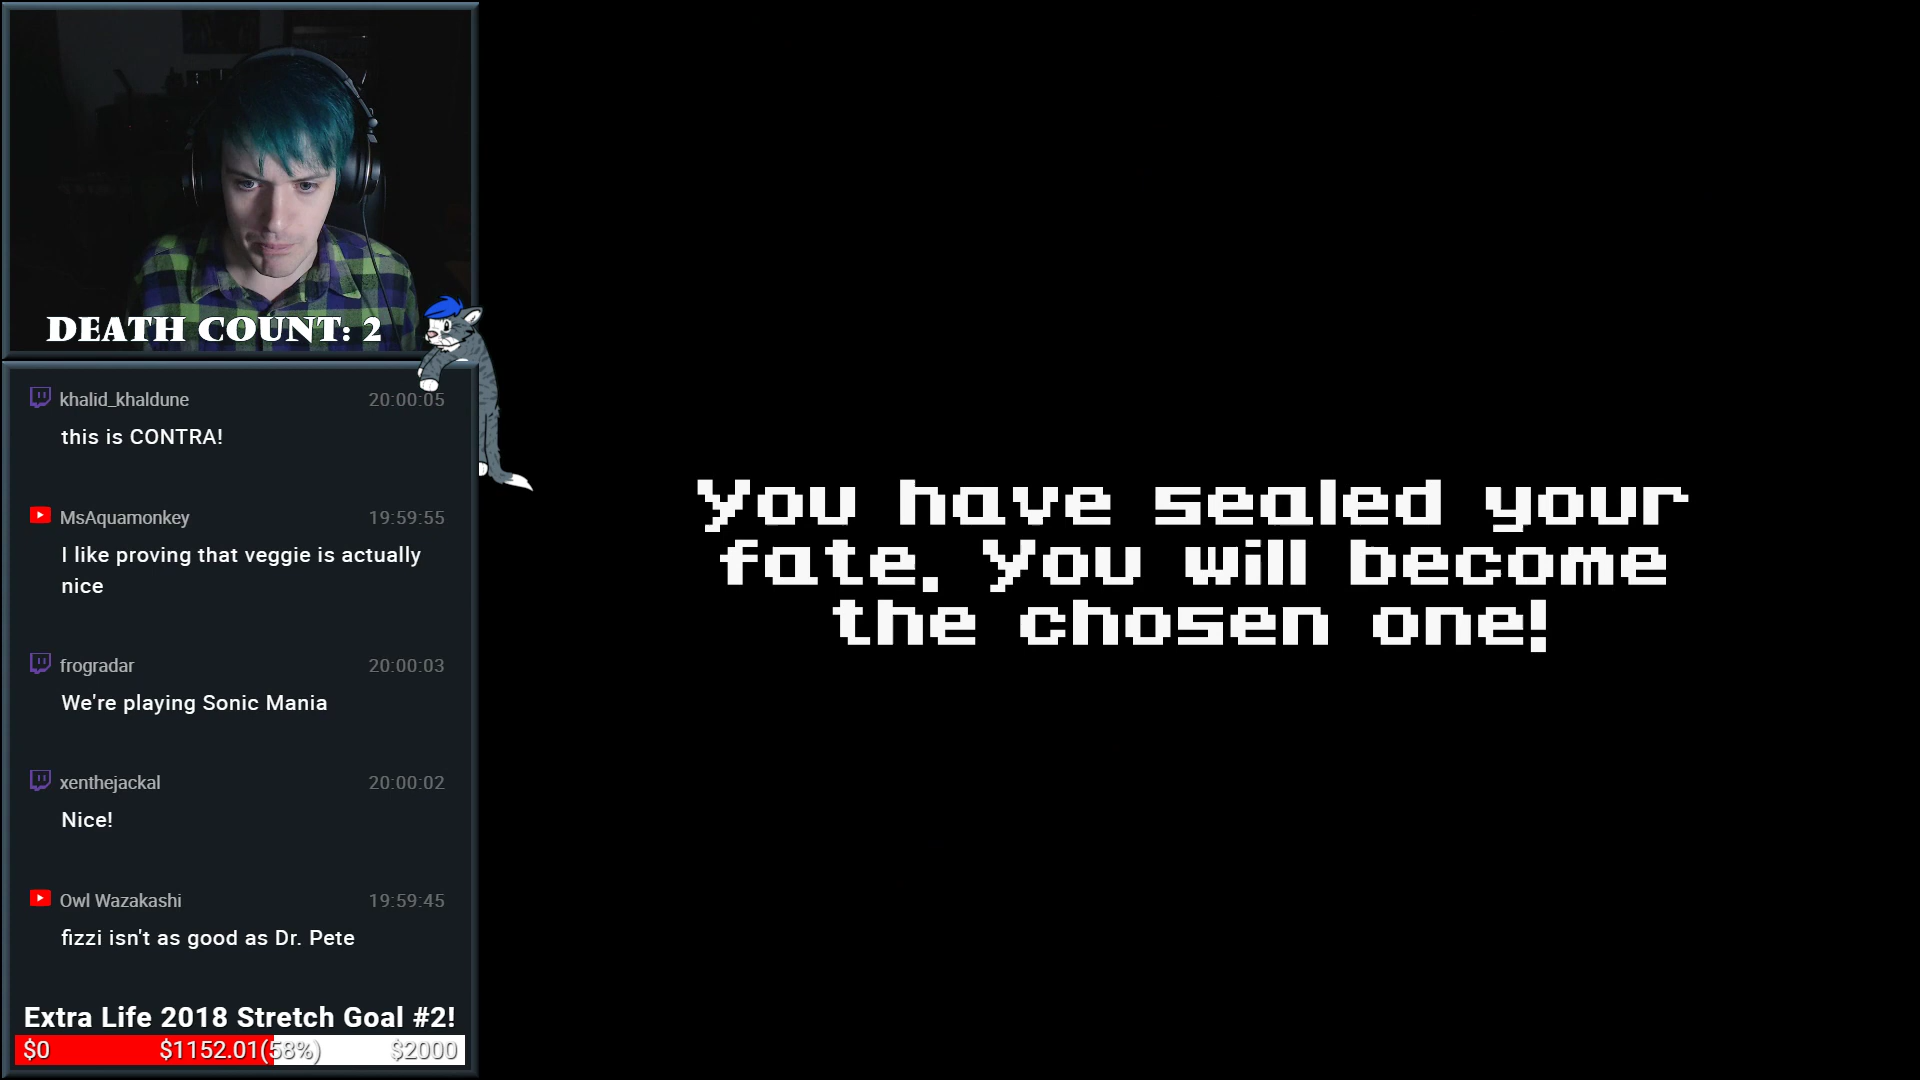 DEATH COUNT: 2
khalid_khaldune 20:00:05
this is CONTRA!
MsAquamonkey 19:59:55
I like proving that veggie is actually
nice
frogradar 20:00:03
We're playing Sonic Mania
xenthejackal 20:00:02
Nice!
Owl Wazakashi 19:59:45
fizzi isn't as good as Dr. Pete
Extra Life 2018 Stretch Goal #2!
$0 $1152.01(58%) $2000
You have sealed your
fate. You will become
the chosen one!